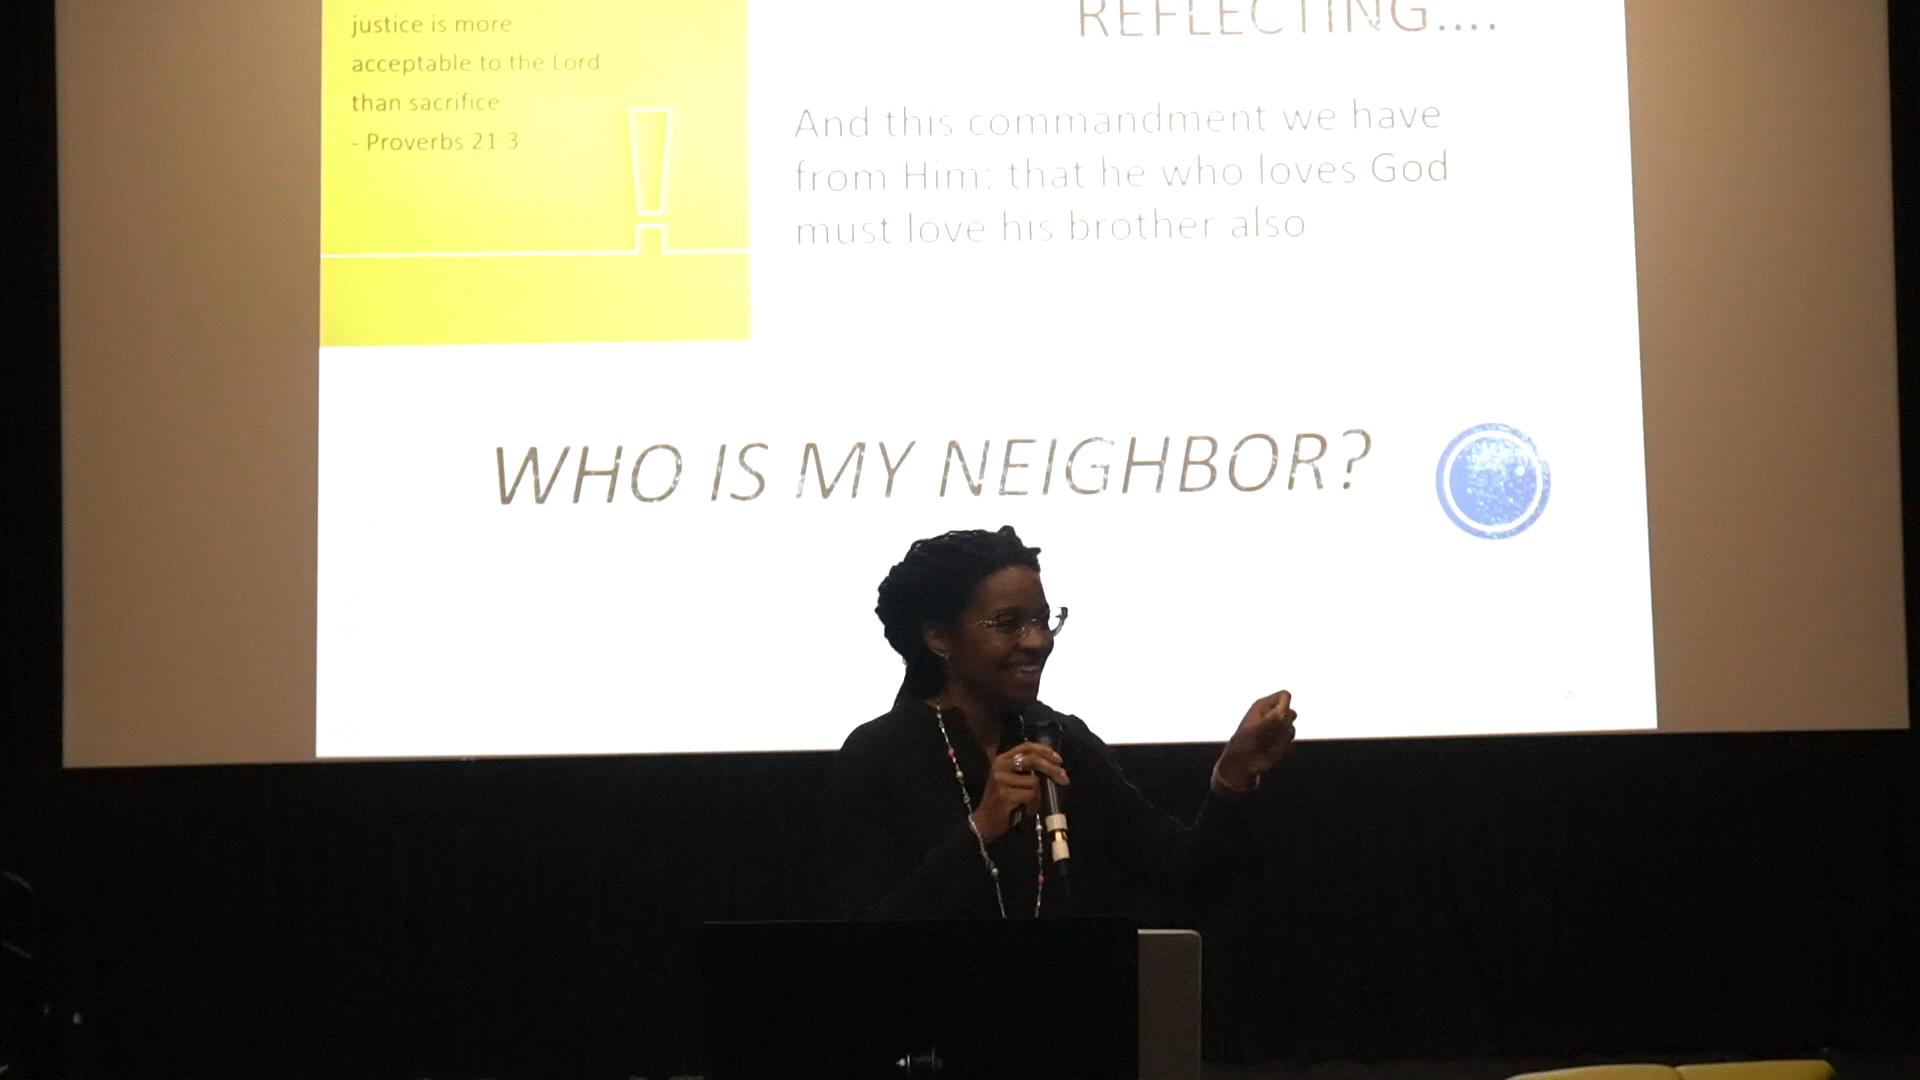 justice is more
acceptable to the Lord
than sacrifice
- Proverbs 21:3
REFLECTING....
And this commandment we have
from Him: that he who loves God
must love his brother also
WHO IS MY NEIGHBOR?